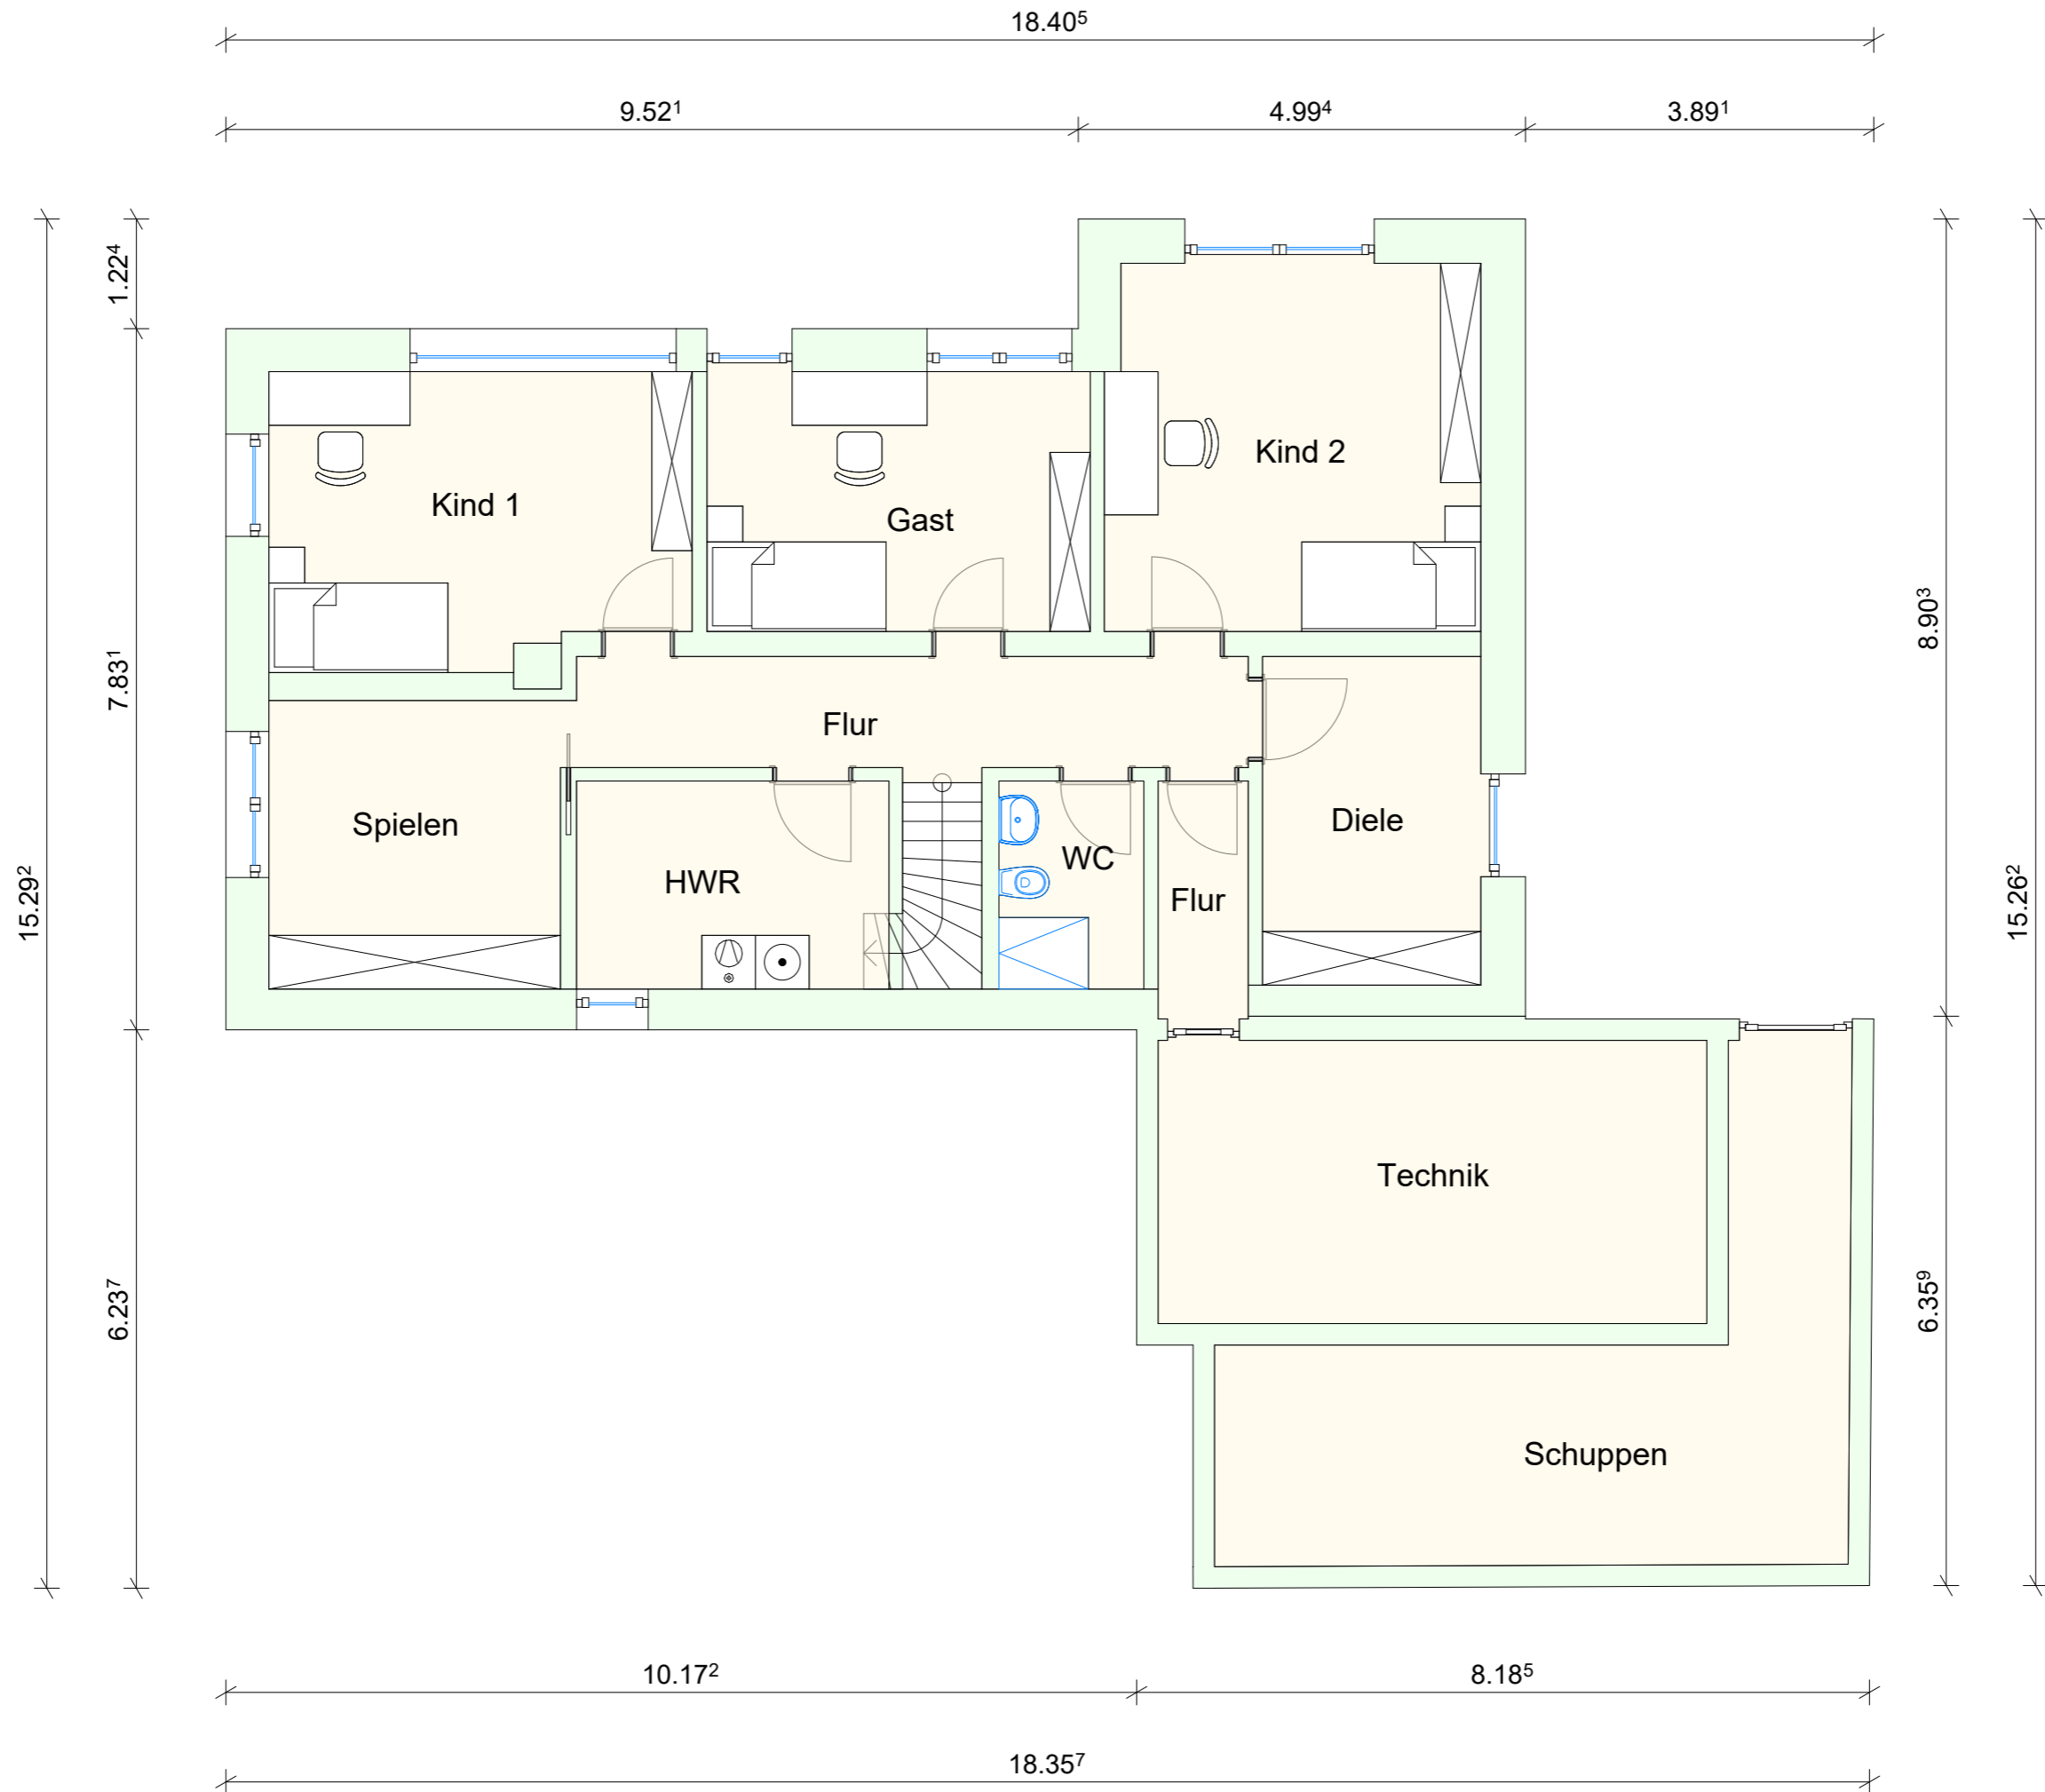 18.40⁵
9.52¹ 4.99⁴ 3.89¹
1.22⁴
Kind 2
Kind 1
Gast
8.90³
7.83¹
Flur
Spielen
Diele
WC
HWR
Flur
15.29²
15.26²
Technik
6.23⁷
6.35⁹
Schuppen
10.17² 8.18⁵
18.35⁷